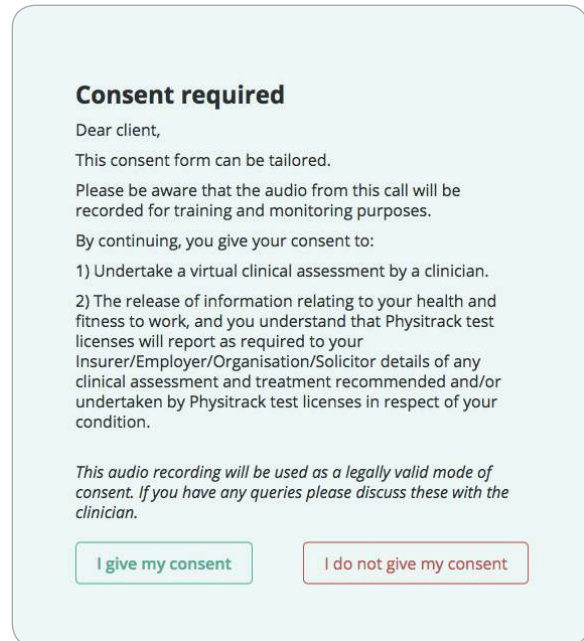 Consent required
Dear client,
This consent form can be tailored.
Please be aware that the audio from this call will be
recorded for training and monitoring purposes.
By continuing, you give your consent to:
1) Undertake a virtual clinical assessment by a clinician.
2) The release of information relating to your health and
fitness to work, and you understand that Physitrack test
licenses will report as required to your
Insurer/Employer/Organisation/Solicitor details of any
clinical assessment and treatment recommended and/or
undertaken by Physitrack test licenses in respect of your
condition.
This audio recording will be used as a legally valid mode of
consent. If you have any queries please discuss these with the
clinician.
I give my consent
I do not give my consent